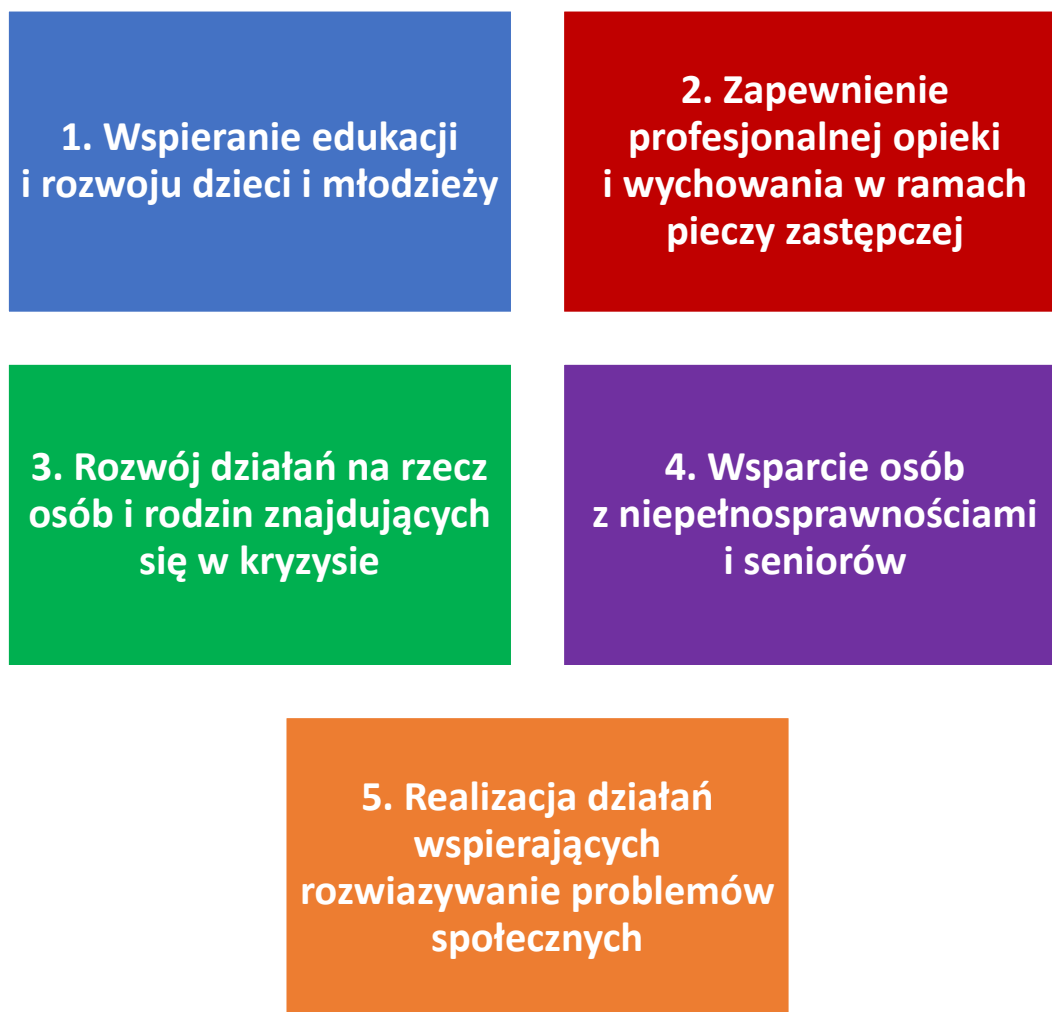 1. Wspieranie edukacji
i rozwoju dzieci i młodzieży
2. Zapewnienie
profesjonalnej opieki
i wychowania w ramach
pieczy zastępczej
3. Rozwój działań na rzecz
osób i rodzin znajdujących
się w kryzysie
4. Wsparcie osób
z niepełnosprawnościami
i seniorów
5. Realizacja działań
wspierających
rozwiazywanie problemów
społecznych